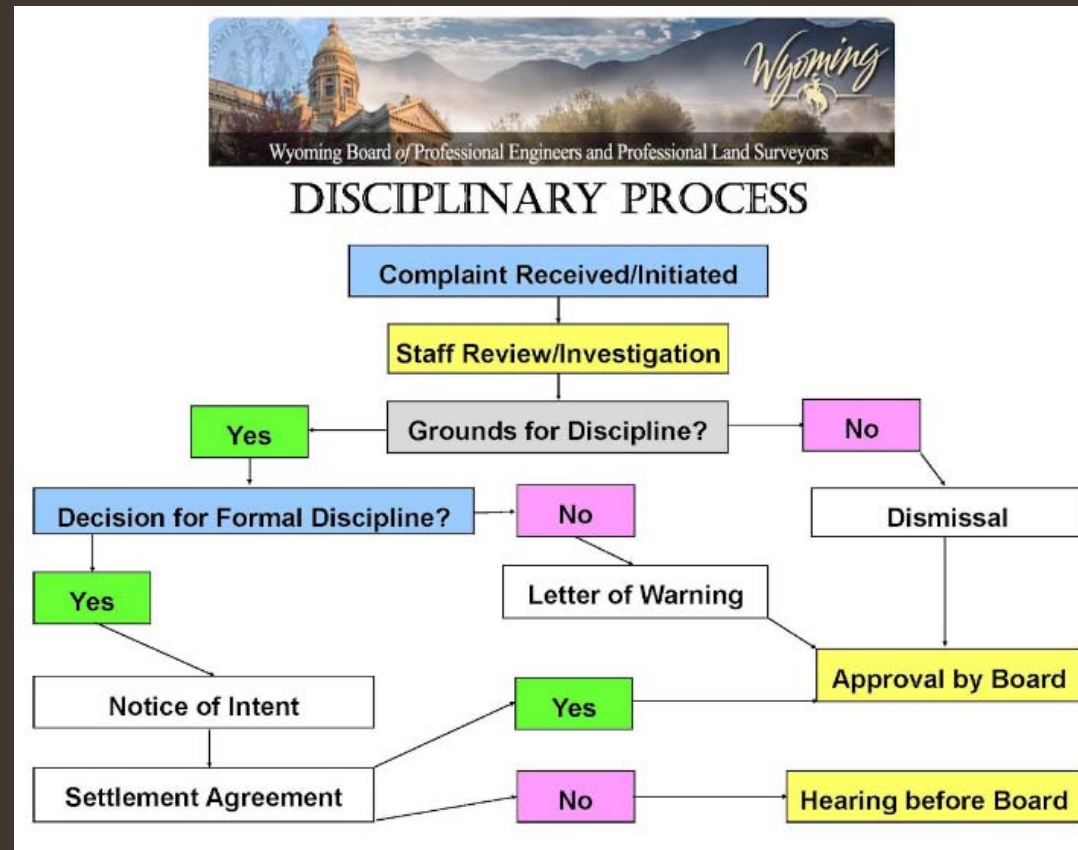 Wyoming
Wyoming Board of Professional Engineers and Professional Land Surveyors
DISCIPLINARY PROCESS
Complaint Received/Initiated
Staff Review/Investigation
Yes
Grounds for Discipline?
No
Decision for Formal Discipline?
No
Dismissal
Yes
Letter of Warning
Notice of Intent
Yes
Approval by Board
Settlement Agreement
No
Hearing before Board